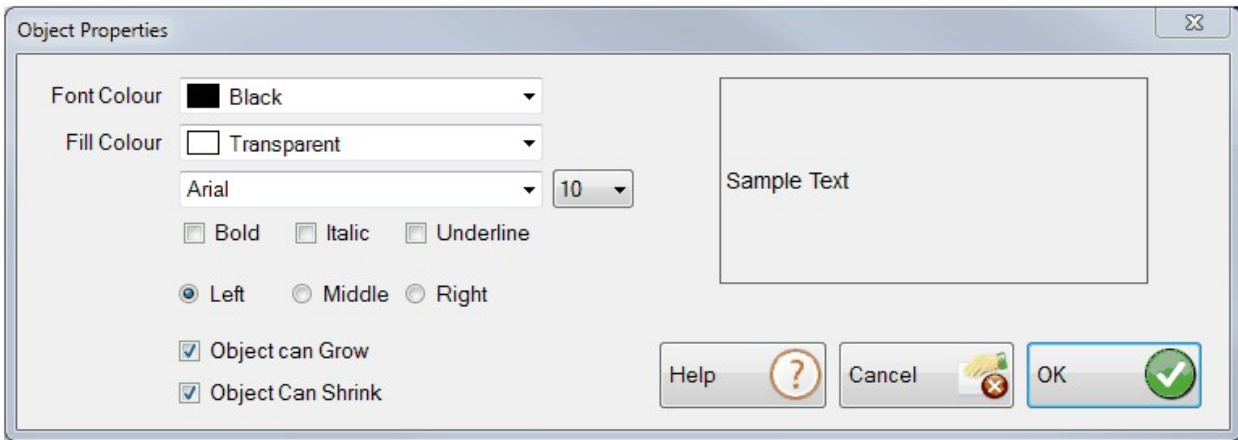 Object Properties
Font Colour
Black
Fill Colour
Transparent
Arial
10
Bold
Italic
Underline
Left
Middle
Right
Object can Grow
Object Can Shrink
Sample Text
Help
?
Cancel
OK